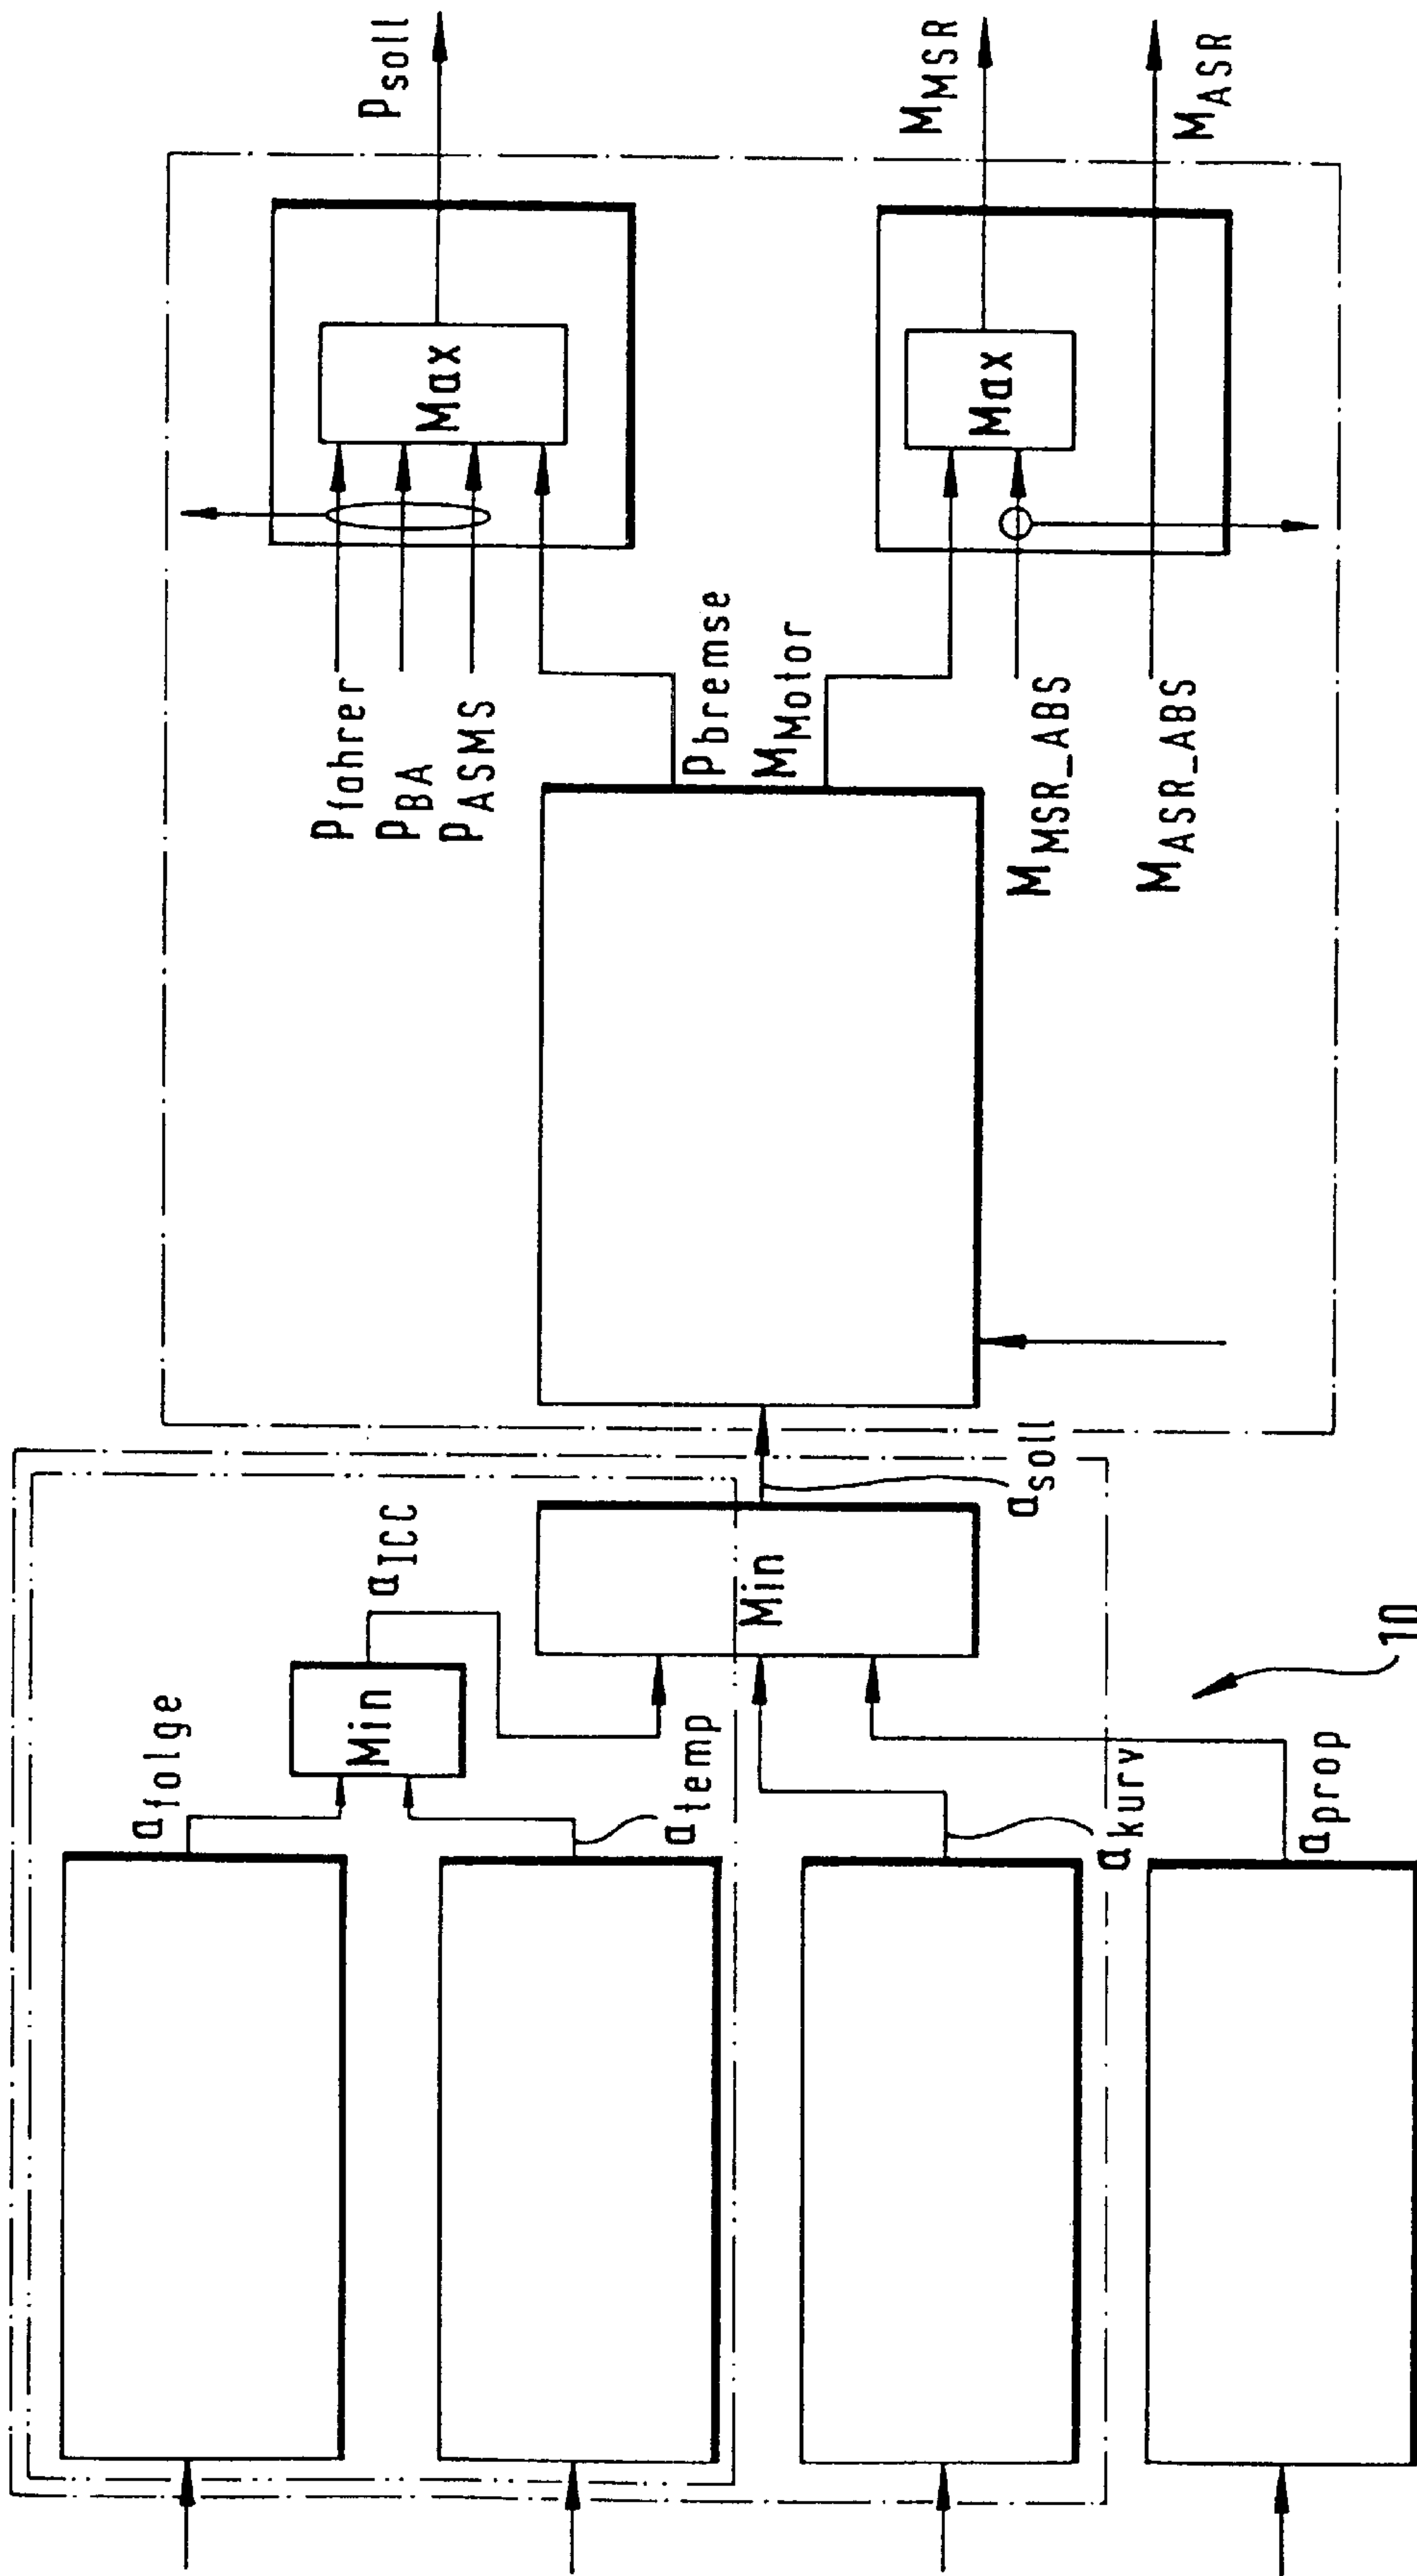 a_folge
a_temp
a_kurv
a_prop
Min
a_ICC
Min
a_soll
10
P_fahrer
P_BA
P_ASMS
P_bremse
M_Motor
M_MSR_ABS
M_ASR_ABS
Max
Max
P_soll
M_MSR
M_ASR